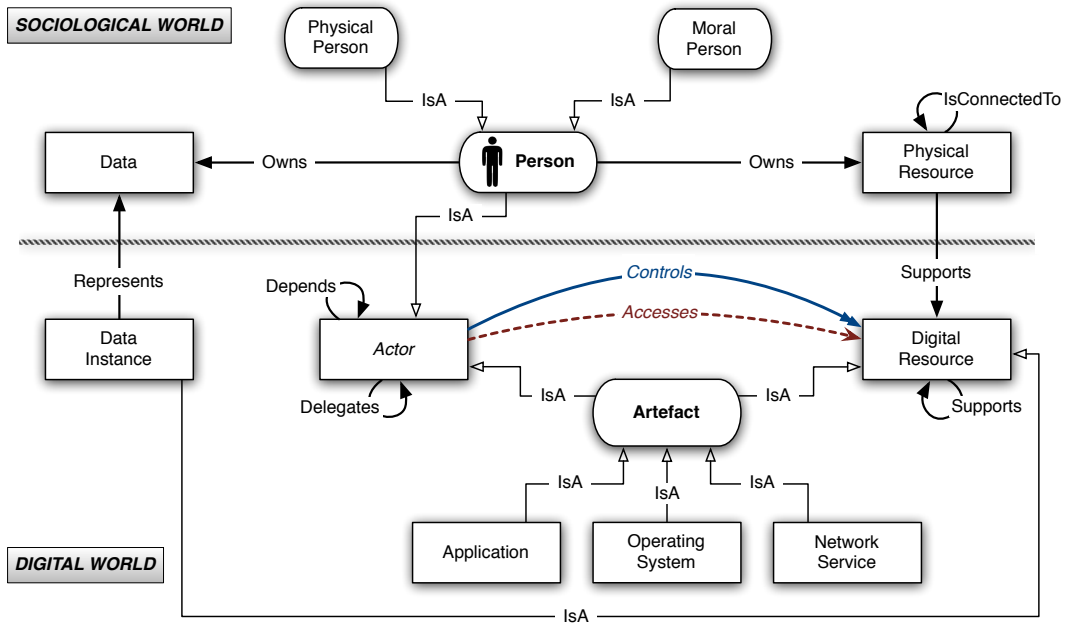 SOCIOLOGICAL WORLD
Physical
Person
Moral
Person
IsA
IsA
IsConnectedTo
Data
Owns
Person
Owns
Physical
Resource
IsA
Represents
Depends
Controls
Supports
Accesses
Data
Instance
Actor
Digital
Resource
Delegates
IsA
Artefact
IsA
Supports
IsA
IsA
IsA
Application
Operating
System
Network
Service
DIGITAL WORLD
IsA